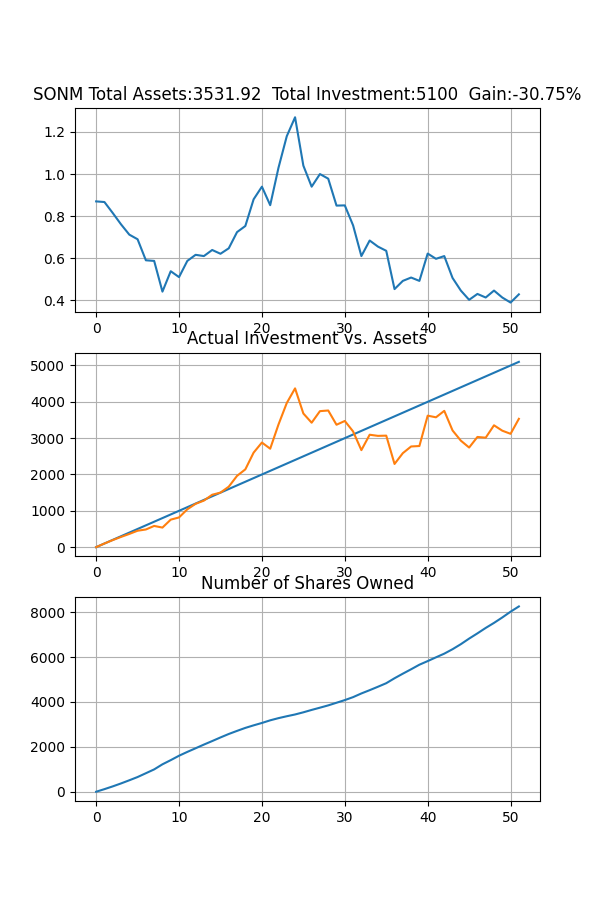 SONM Total Assets:3531.92  Total Investment:5100  Gain:-30.75%
1.2
1.0
0.8
0.6
0.4
0 10 20 30 40 50
Actual Investment vs. Assets
5000
4000
3000
2000
1000
0
0 10 20 30 40 50
Number of Shares Owned
8000
6000
4000
2000
0
0 10 20 30 40 50